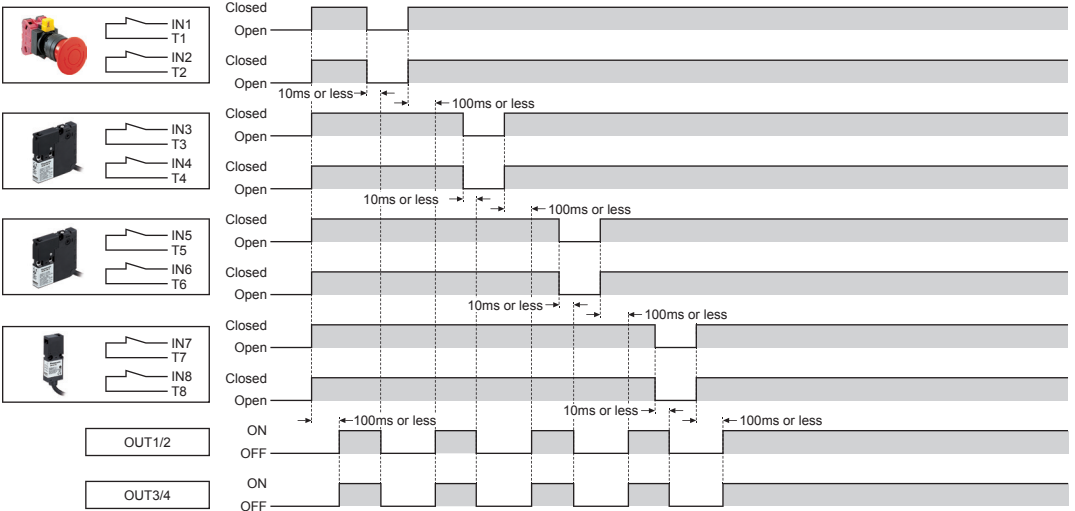 Closed
IN1
Open
T1
IN2
Closed
T2
Open
10ms or less
100ms or less
Closed
IN3
Open
T3
IN4
Closed
T4
Open
10ms or less
100ms or less
Closed
IN5
Open
T5
IN6
Closed
T6
Open
10ms or less
100ms or less
Closed
IN7
Open
T7
IN8
Closed
T8
Open
10ms or less
100ms or less
100ms or less
OUT1/2
ON
OFF
OUT3/4
ON
OFF